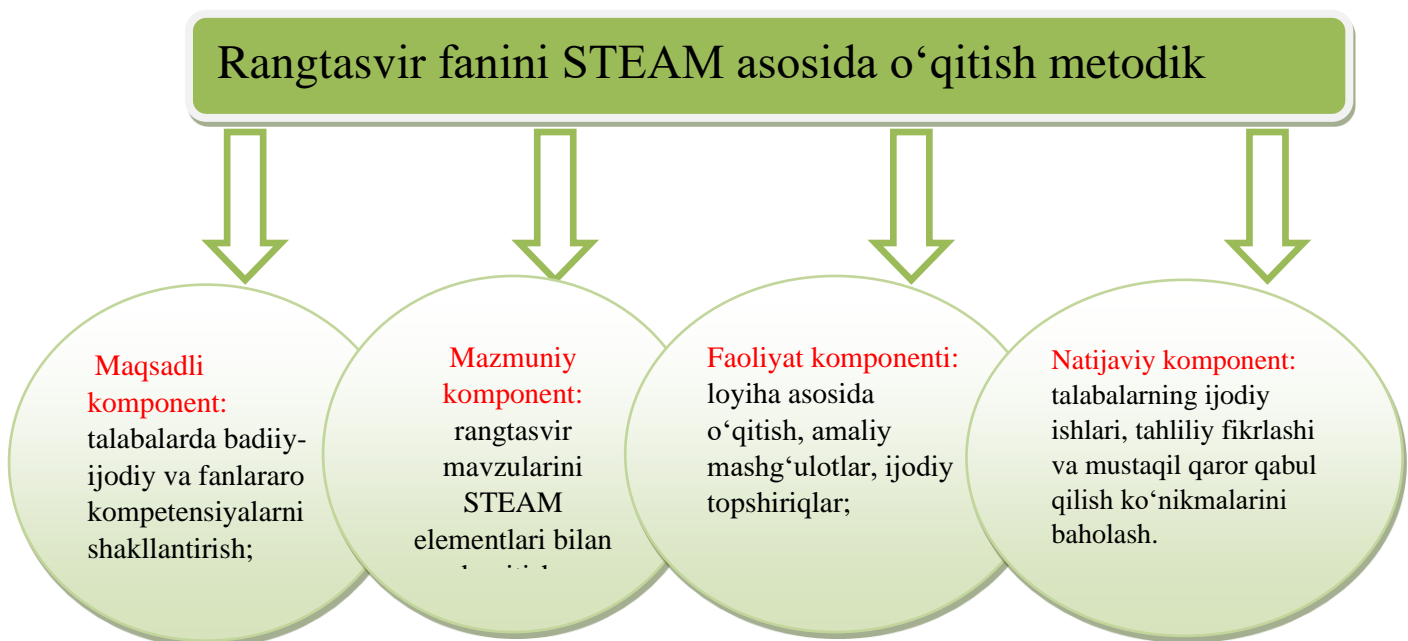 Rangtasvir fanini STEAM asosida o‘qitish metodik
Maqsadli
komponent:
talabalarda badiiy-
ijodiy va fanlararo
kompetensiyalarni
shakllantirish;
Mazmuniy
komponent:
rangtasvir
mavzularini
STEAM
elementlari bilan
Faoliyat komponenti:
loyiha asosida
o‘qitish, amaliy
mashg‘ulotlar, ijodiy
topshiriqlar;
Natijaviy komponent:
talabalarning ijodiy
ishlari, tahliliy fikrlashi
va mustaqil qaror qabul
qilish ko‘nikmalarini
baholash.